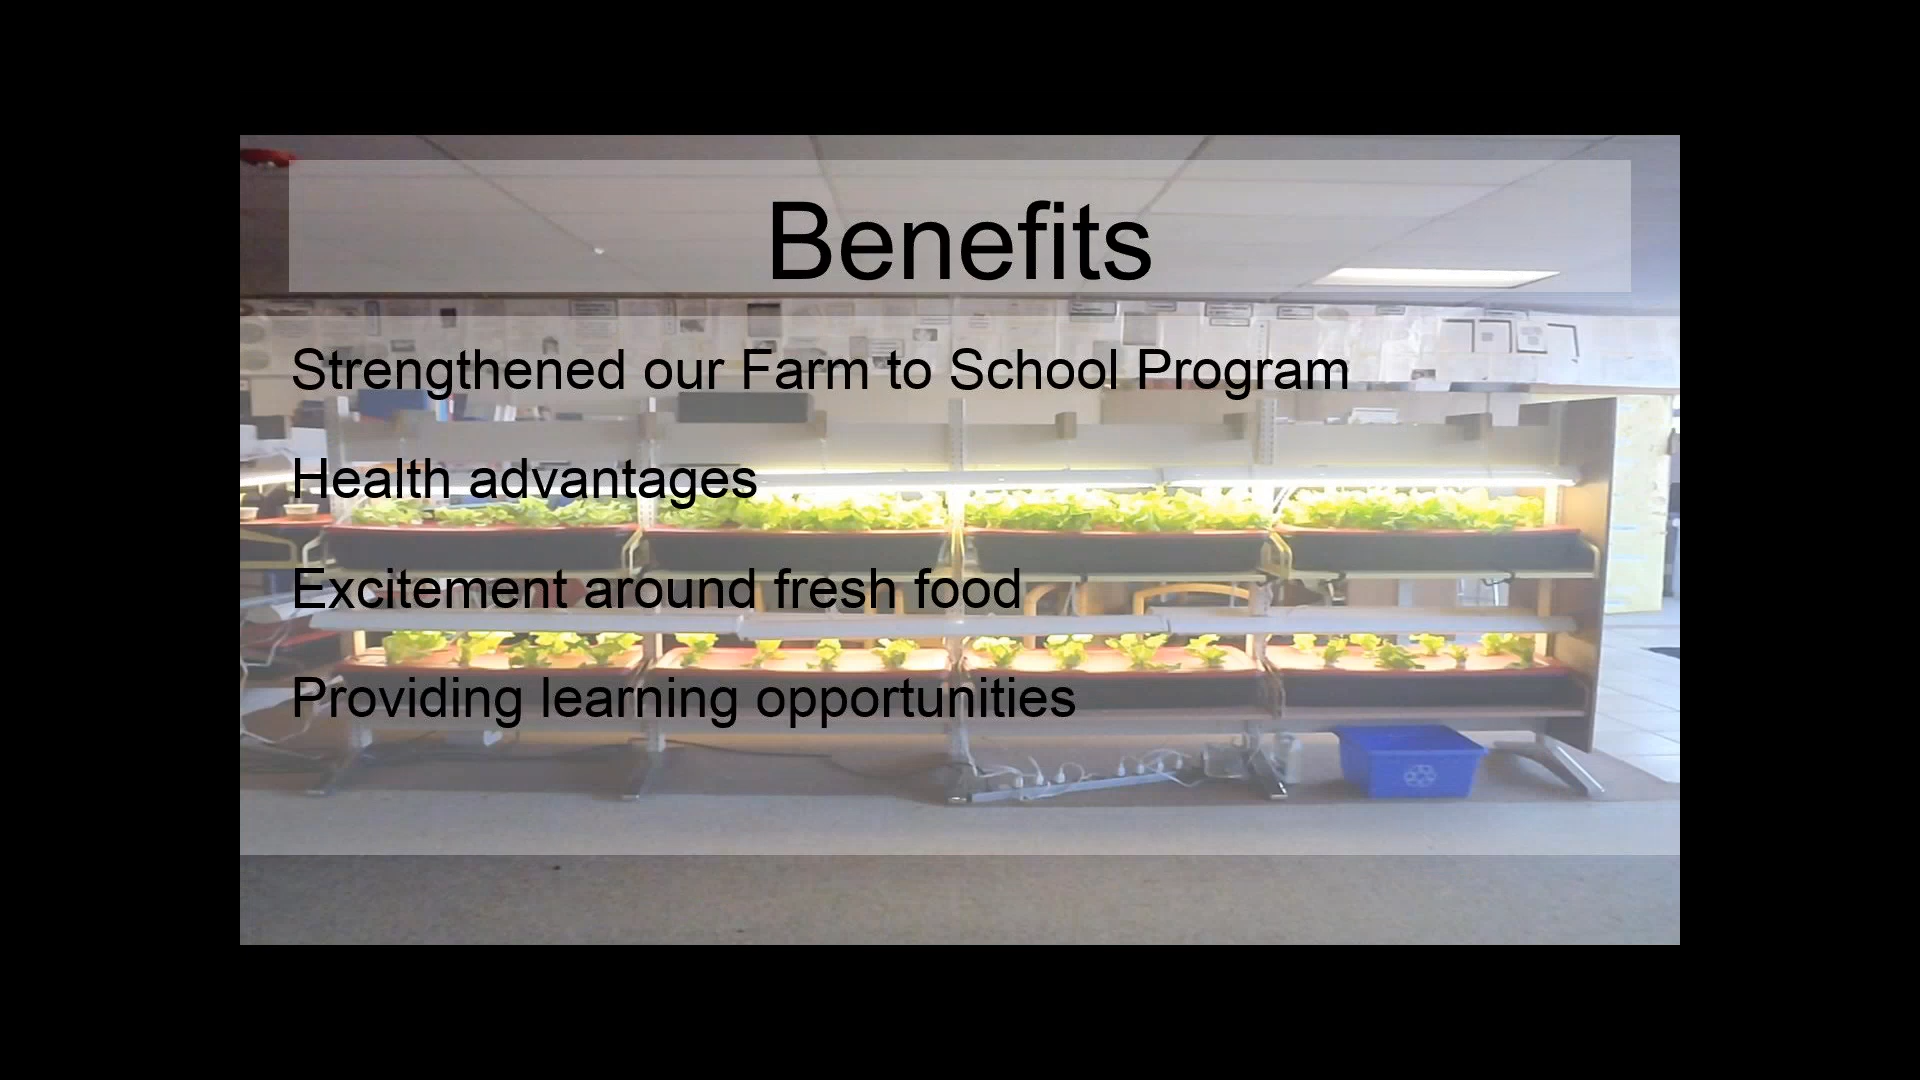 Benefits
Strengthened our Farm to School Program
Health advantages
Excitement around fresh food
Providing learning opportunities